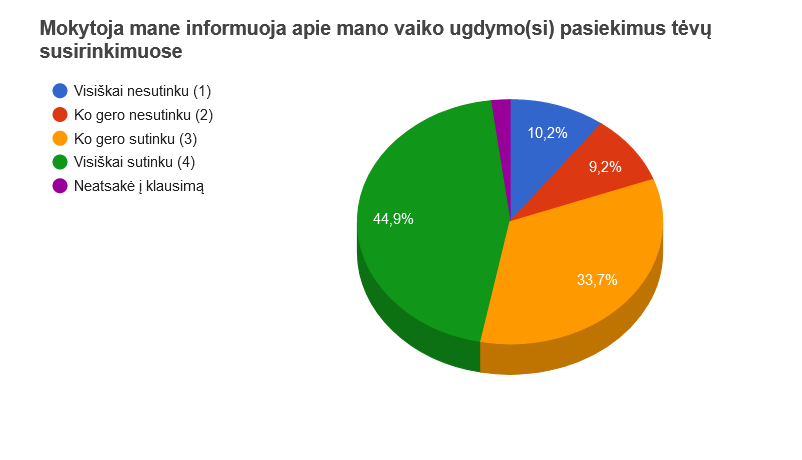 Mokytoja mane informuoja apie mano vaiko ugdymo(si) pasiekimus tėvų
susirinkimuose
Visiškai nesutinku (1)
Ko gero nesutinku (2)
Ko gero sutinku (3)
Visiškai sutinku (4)
Neatsakė į klausimą
10,2%
9,2%
44,9%
33,7%